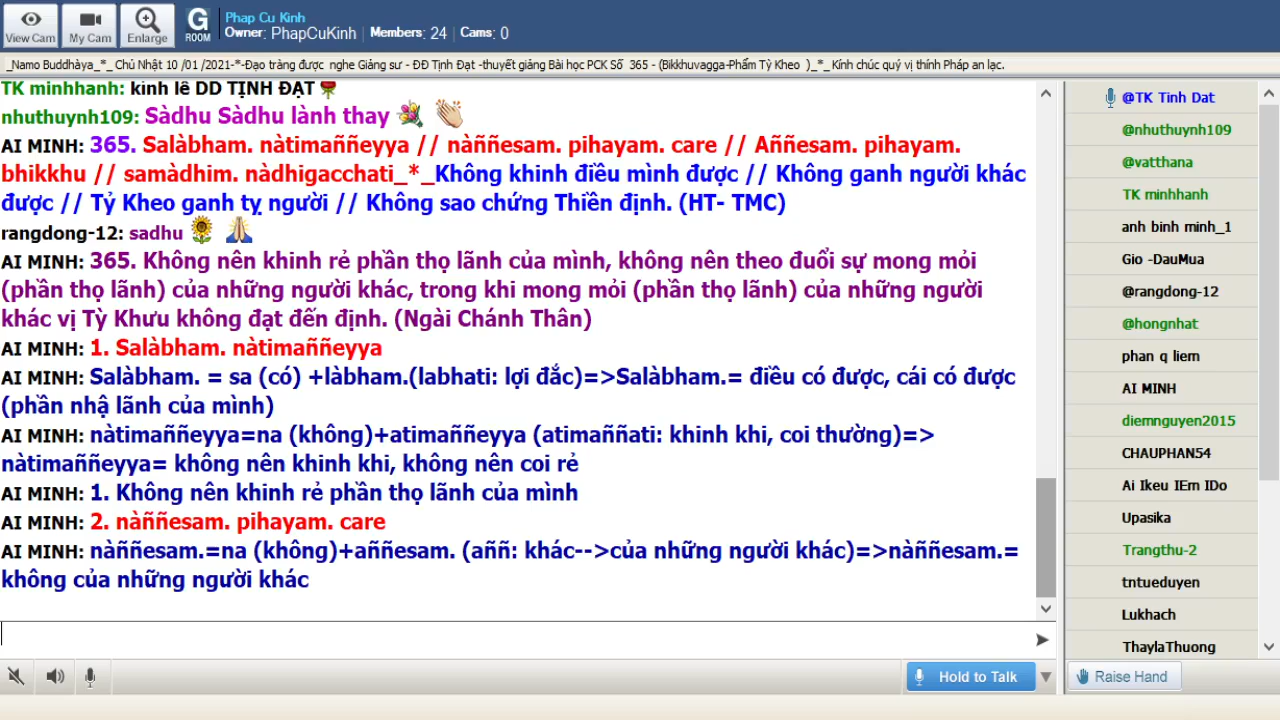 View Cam
My Cam
Enlarge
G
ROOM
Phap Cu Kinh
Owner: PhapCuKinh | Members: 24 | Cams: 0
_Namo Buddhàya_*_ Chủ Nhật 10 /01 /2021-*-Đạo tràng được nghe Giảng sư - ĐĐ Tịnh Đạt -thuyết giảng Bài học PCK Số 365 - (Bikkhuvagga-Phẩm Tỳ Kheo )_*_ Kính chúc quý vị thính Pháp an lạc.
TK minhhanh: kinh lê DD TỊNH ĐẠT
nhuthuynh109: Sàdhu Sàdhu lành thay
AI MINH: 365. Salàbham. nàtimaññeyya // nàññesam. pihayam. care // Aññesam. pihayam.
bhikkhu // samàdhim. nàdhigacchati_*_Không khinh điều mình được // Không ganh người khác
được // Tỷ Kheo ganh tỵ người // Không sao chứng Thiền định. (HT- TMC)
rangdong-12: sadhu
AI MINH: 365. Không nên khinh rẻ phần thọ lãnh của mình, không nên theo đuổi sự mong mỏi
(phần thọ lãnh) của những người khác, trong khi mong mỏi (phần thọ lãnh) của những người
khác vị Tỳ Khưu không đạt đến định. (Ngài Chánh Thân)
AI MINH: 1. Salàbham. nàtimaññeyya
AI MINH: Salàbham. = sa (có) +làbham.(labhati: lợi đắc)=>Salàbham.= điều có được, cái có được
(phần nhậ lãnh của mình)
AI MINH: nàtimaññeyya=na (không)+atimaññeyya (atimaññati: khinh khi, coi thường)=>
nàtimaññeyya= không nên khinh khi, không nên coi rẻ
AI MINH: 1. Không nên khinh rẻ phần thọ lãnh của mình
AI MINH: 2. nàññesam. pihayam. care
AI MINH: nàññesam.=na (không)+aññesam. (aññ: khác-->của những người khác)=>nàññesam.=
không của những người khác
@TK Tinh Dat
@nhuthuynh109
@vatthana
TK minhhanh
anh binh minh_1
Gio -DauMua
@rangdong-12
@hongnhat
phan q liem
AI MINH
diemnguyen2015
CHAUPHAN54
Ai Ikeu IEm IDo
Upasika
Trangthu-2
tntueduyen
Lukhach
ThaylaThuong
Hold to Talk
Raise Hand